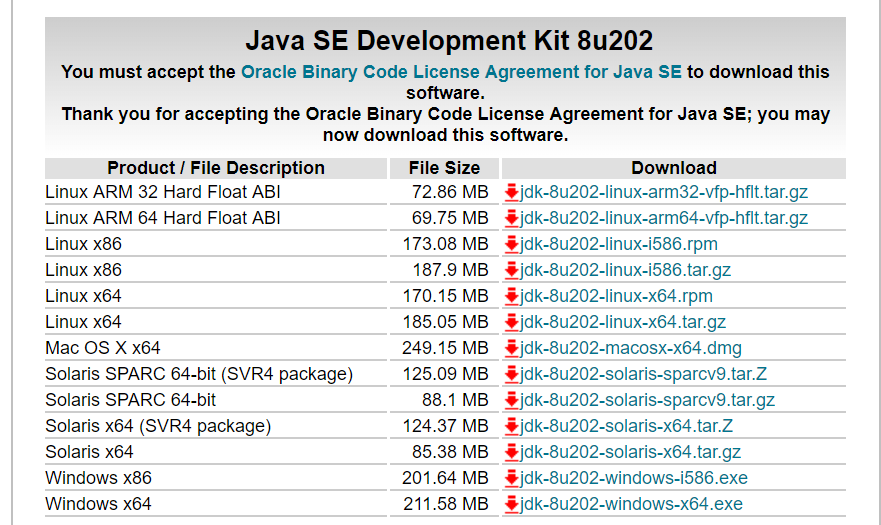 Java SE Development Kit 8u202
You must accept the Oracle Binary Code License Agreement for Java SE to download this
software.
Thank you for accepting the Oracle Binary Code License Agreement for Java SE; you may
now download this software.
Product / File Description File Size Download
Linux ARM 32 Hard Float ABI 72.86 MB jdk-8u202-linux-arm32-vfp-hflt.tar.gz
Linux ARM 64 Hard Float ABI 69.75 MB jdk-8u202-linux-arm64-vfp-hflt.tar.gz
Linux x86 173.08 MB jdk-8u202-linux-i586.rpm
Linux x86 187.9 MB jdk-8u202-linux-i586.tar.gz
Linux x64 170.15 MB jdk-8u202-linux-x64.rpm
Linux x64 185.05 MB jdk-8u202-linux-x64.tar.gz
Mac OS X x64 249.15 MB jdk-8u202-macosx-x64.dmg
Solaris SPARC 64-bit (SVR4 package) 125.09 MB jdk-8u202-solaris-sparcv9.tar.Z
Solaris SPARC 64-bit 88.1 MB jdk-8u202-solaris-sparcv9.tar.gz
Solaris x64 (SVR4 package) 124.37 MB jdk-8u202-solaris-x64.tar.Z
Solaris x64 85.38 MB jdk-8u202-solaris-x64.tar.gz
Windows x86 201.64 MB jdk-8u202-windows-i586.exe
Windows x64 211.58 MB jdk-8u202-windows-x64.exe